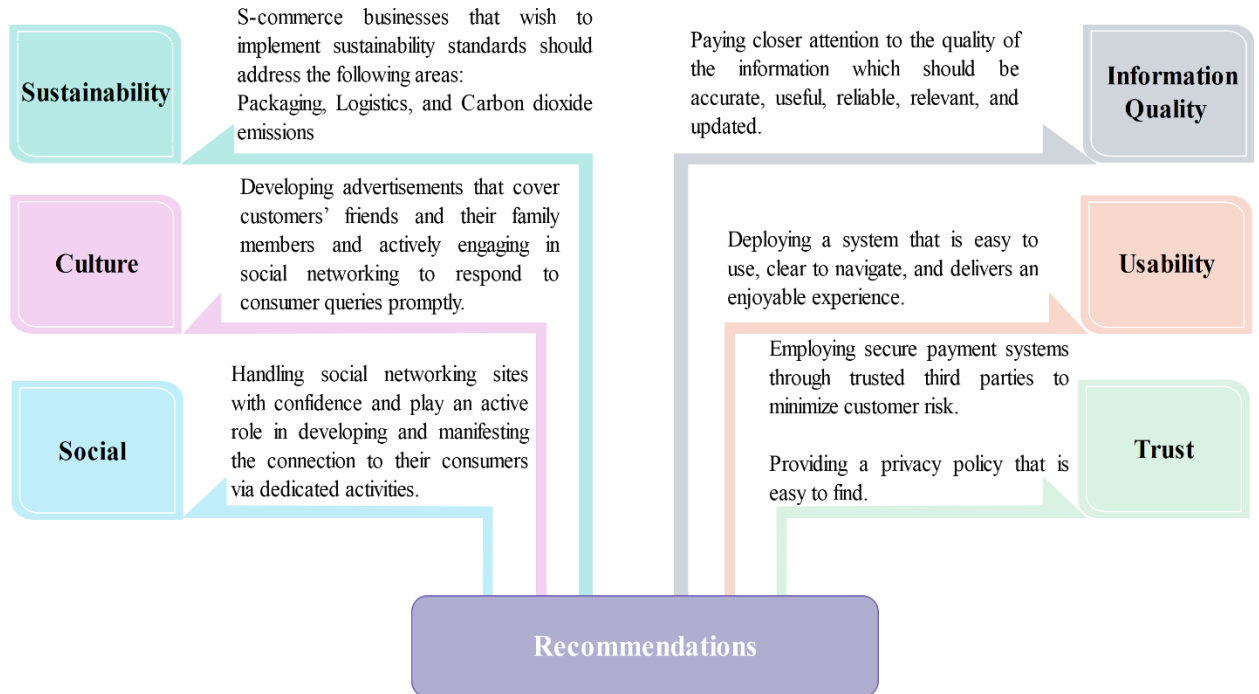 Sustainability
S-commerce businesses that wish to
implement sustainability standards should
address the following areas:
Packaging, Logistics, and Carbon dioxide
emissions
Culture
Developing advertisements that cover
customers’ friends and their family
members and actively engaging in
social networking to respond to
consumer queries promptly.
Social
Handling social networking sites
with confidence and play an active
role in developing and manifesting
the connection to their consumers
via dedicated activities.
Paying closer attention to the quality of
the information which should be
accurate, useful, reliable, relevant, and
updated.
Information
Quality
Deploying a system that is easy to
use, clear to navigate, and delivers an
enjoyable experience.
Usability
Employing secure payment systems
through trusted third parties to
minimize customer risk.
Providing a privacy policy that is
easy to find.
Trust
Recommendations